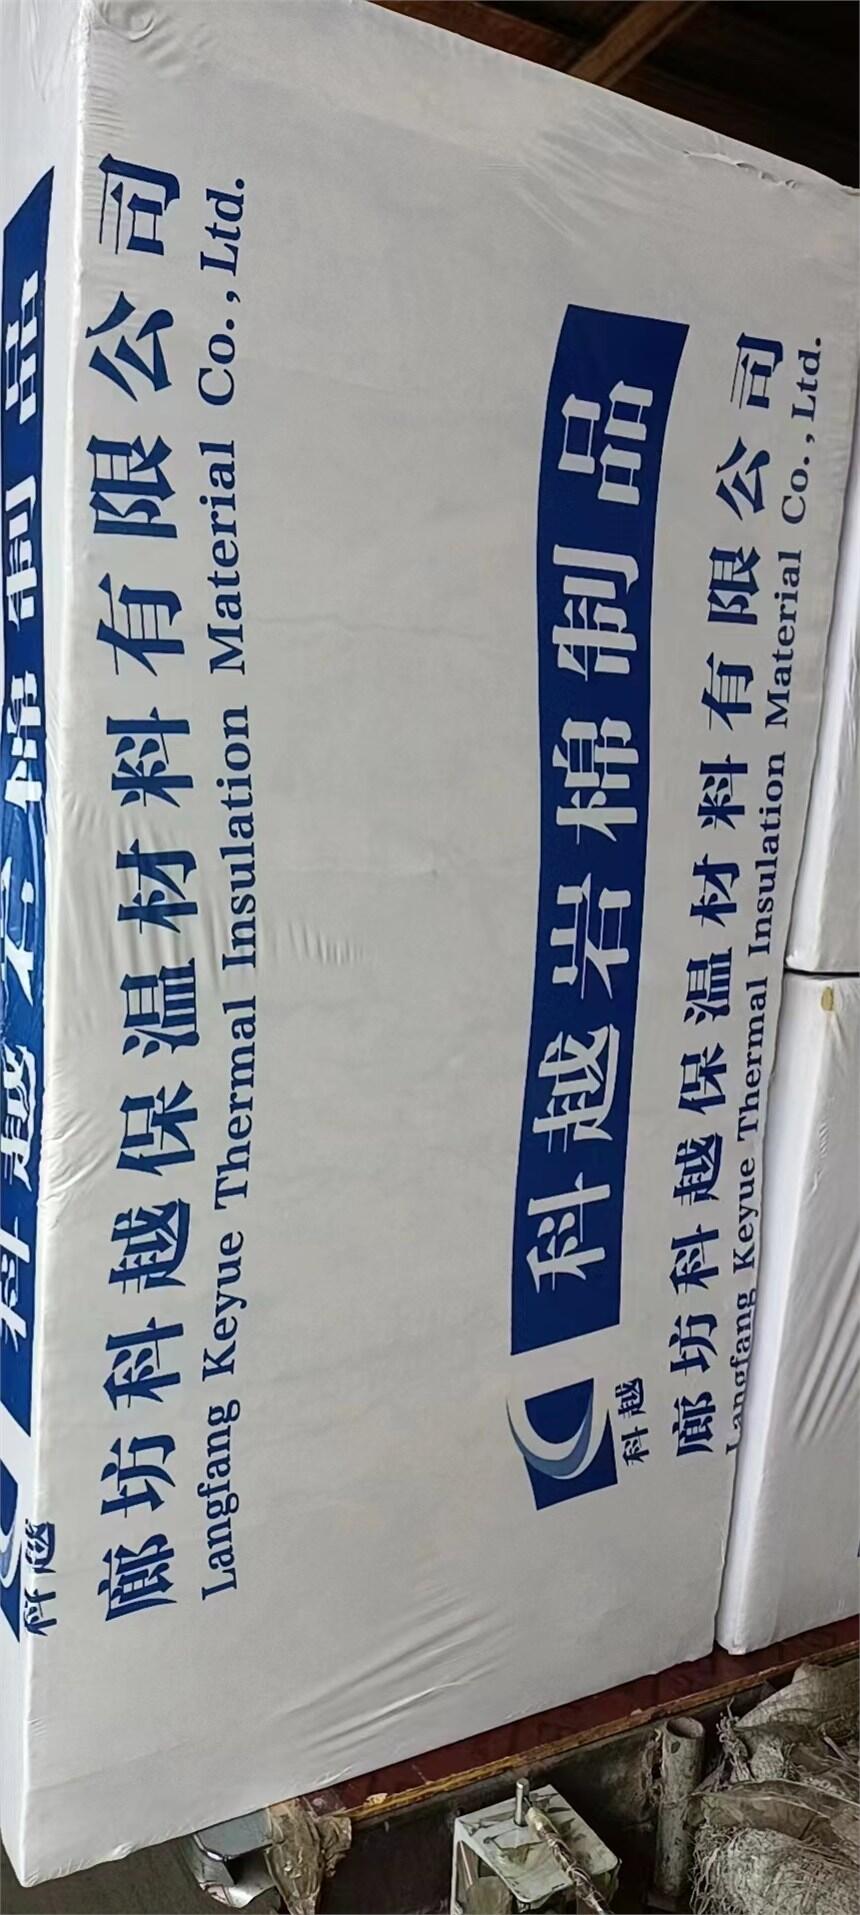 科越岩棉制品
科越
廊坊科越保温材料有限公司
Langfang Keyue Thermal Insulation Material Co.,Ltd.
科越岩棉制品
科越
廊坊科越保温材料有限公司
Langfang Keyue Thermal Insulation Material Co.,Ltd.